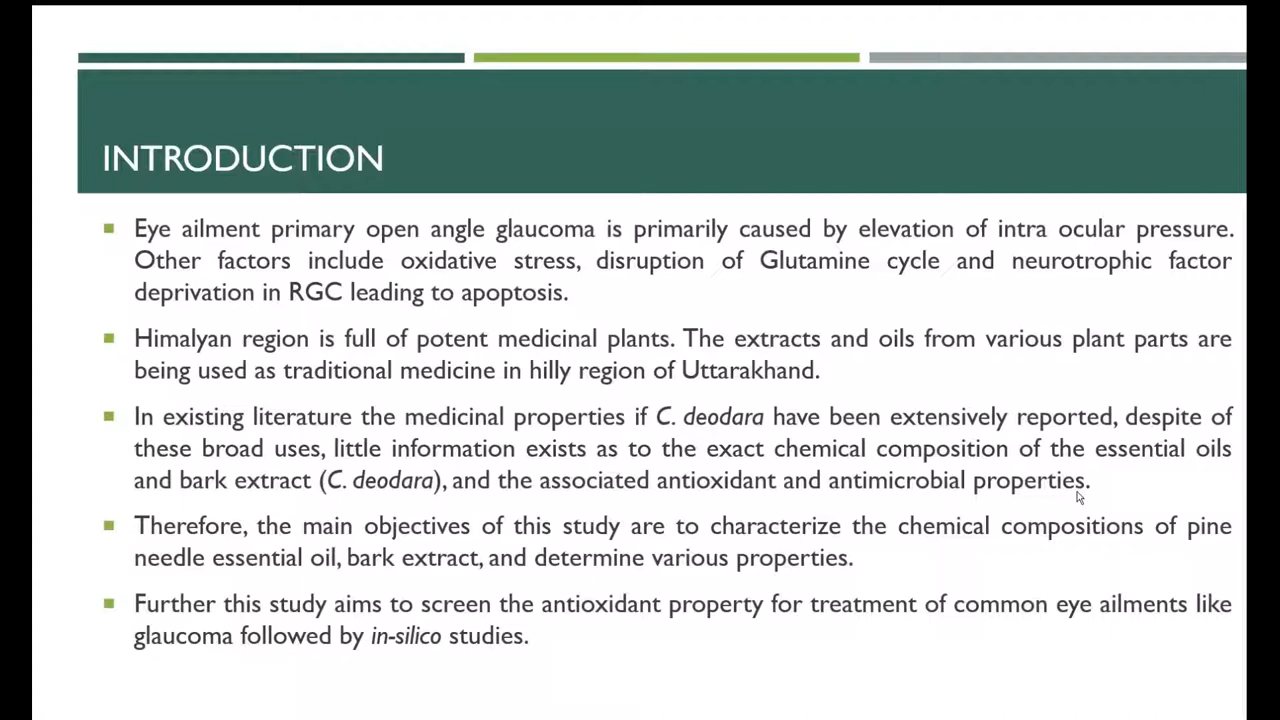 INTRODUCTION
Eye ailment primary open angle glaucoma is primarily caused by elevation of intra ocular pressure.
Other factors include oxidative stress, disruption of Glutamine cycle and neurotrophic factor
deprivation in RGC leading to apoptosis.
Himalyan region is full of potent medicinal plants. The extracts and oils from various plant parts are
being used as traditional medicine in hilly region of Uttarakhand.
In existing literature the medicinal properties if C. deodara have been extensively reported, despite of
these broad uses, little information exists as to the exact chemical composition of the essential oils
and bark extract (C. deodara), and the associated antioxidant and antimicrobial properties.
Therefore, the main objectives of this study are to characterize the chemical compositions of pine
needle essential oil, bark extract, and determine various properties.
Further this study aims to screen the antioxidant property for treatment of common eye ailments like
glaucoma followed by in-silico studies.